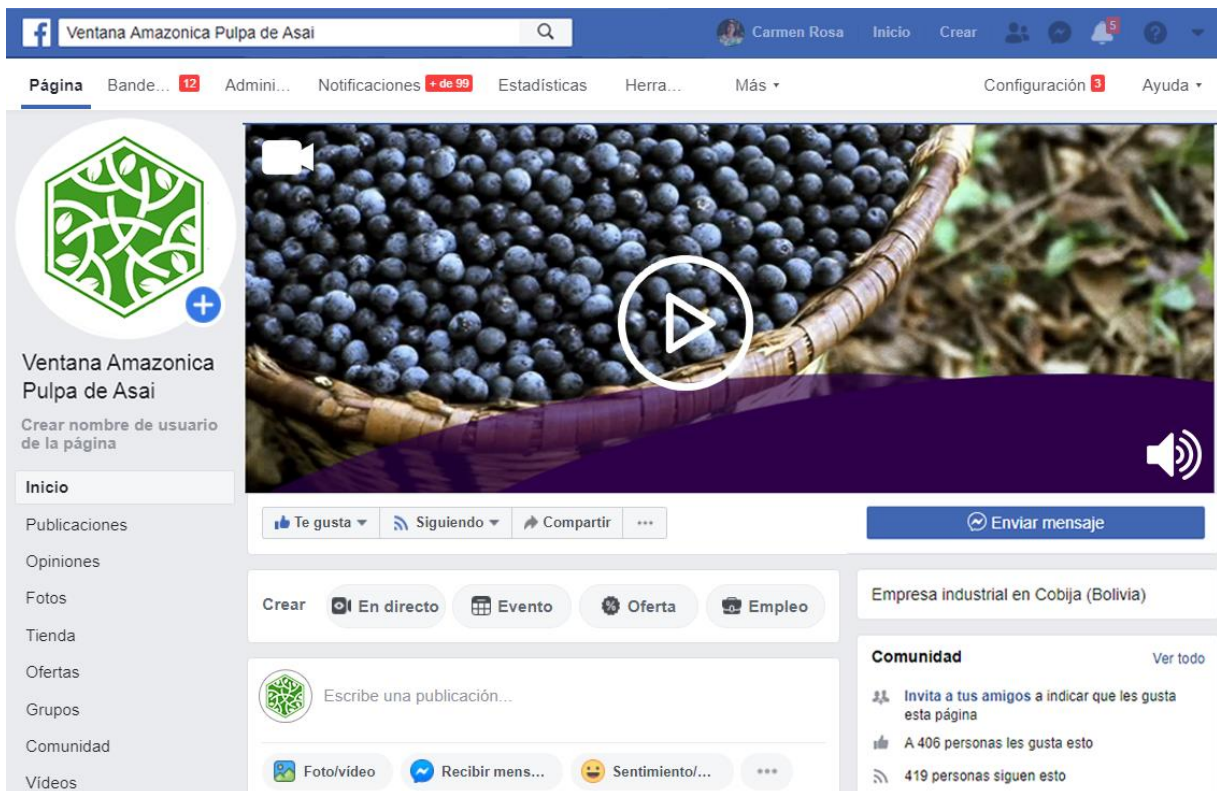 Ventana Amazonica Pulpa de Asai
Carmen Rosa Inicio Crear 5
Página Bande... 12 Admini... Notificaciones + de 99 Estadísticas Herra... Más Configuración 3 Ayuda
Ventana Amazonica
Pulpa de Asai
Crear nombre de usuario
de la página
Inicio
Publicaciones
Opiniones
Fotos
Tienda
Ofertas
Grupos
Comunidad
Vídeos
Te gusta Siguiendo Compartir ...
Enviar mensaje
Crear En directo Evento Oferta Empleo
Escribe una publicación...
Foto/vídeo Recibir mens... Sentimiento/... ...
Empresa industrial en Cobija (Bolivia)
Comunidad Ver todo
Invita a tus amigos a indicar que les gusta
esta página
A 406 personas les gusta esto
419 personas siguen esto